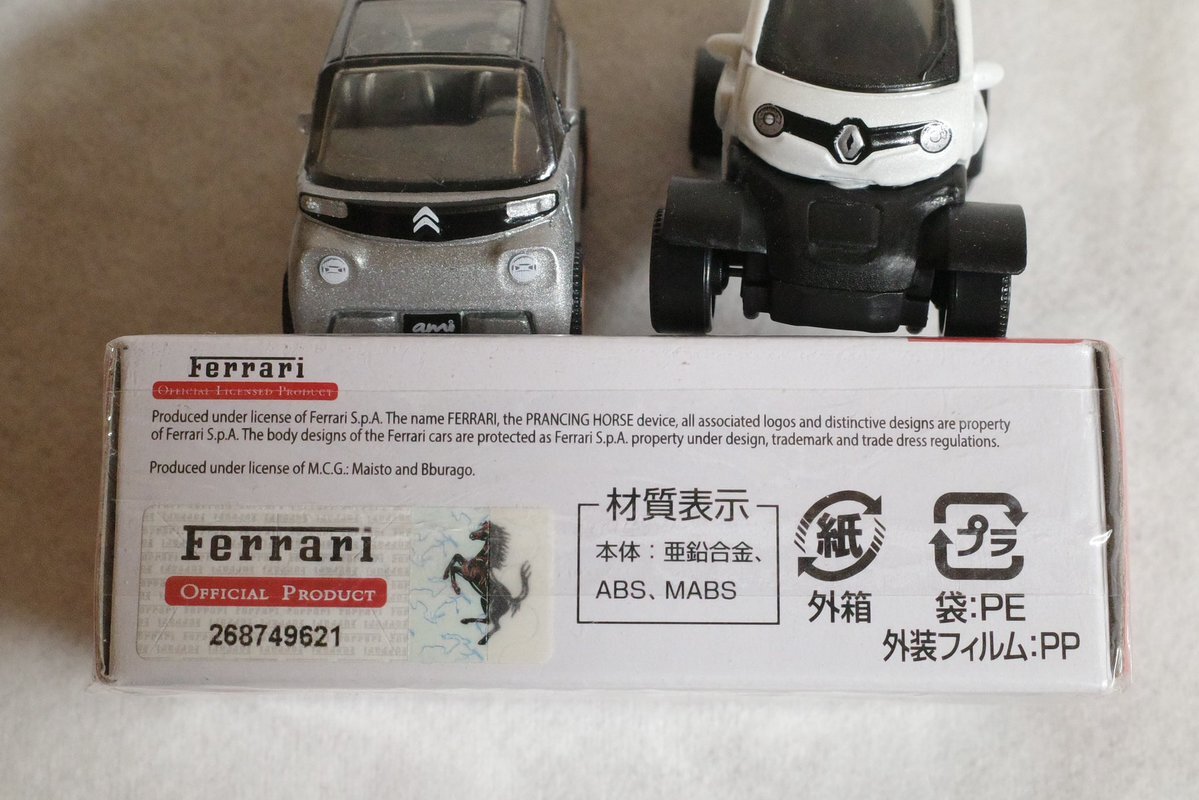 ami
Ferrari
OFFICIAL LICENSED PRODUCT
Produced under license of Ferrari S.p.A. The name FERRARI, the PRANCING HORSE device, all associated logos and distinctive designs are property
of Ferrari S.p.A. The body designs of the Ferrari cars are protected as Ferrari S.p.A. property under design, trademark and trade dress regulations.
Produced under license of M.C.G.: Maisto and Bburago.
Ferrari
OFFICIAL PRODUCT
268749621
材質表示
本体：亜鉛合金、
ABS、MABS
紙
外箱
プラ
袋:PE
外装フィルム:PP